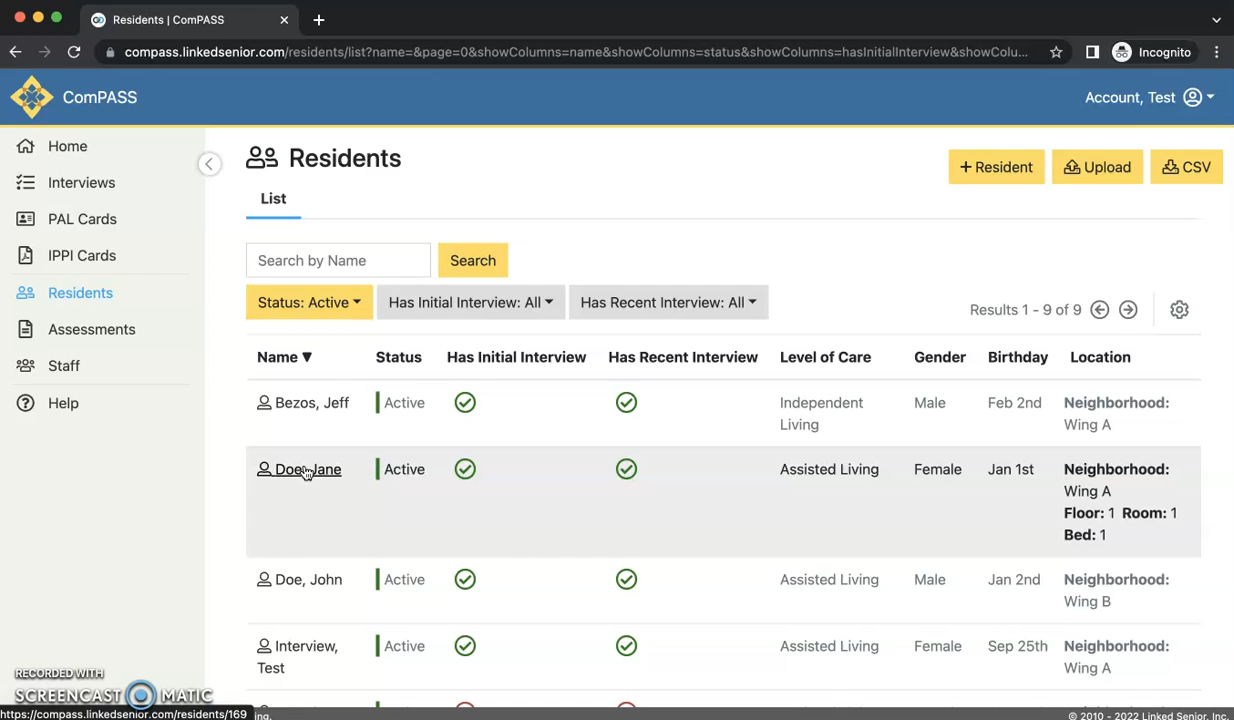 Residents | ComPASS
compass.linkedsenior.com/residents/list?name=&page=0&showColumns=name&showColumns=status&showColumns=hasInitialInterview&showColu...
Incognito
ComPASS
Account, Test
Home
Interviews
PAL Cards
IPPI Cards
Residents
Assessments
Staff
Help
Residents
+ Resident
Upload
CSV
List
Search by Name
Search
Status: Active
Has Initial Interview: All
Has Recent Interview: All
Results 1 - 9 of 9
Name ▼ Status Has Initial Interview Has Recent Interview Level of Care Gender Birthday Location
Bezos, Jeff Active Independent Male Feb 2nd Neighborhood:
Living Wing A
Doe, Jane Active Assisted Living Female Jan 1st Neighborhood:
Wing A
Floor: 1 Room: 1
Bed: 1
Doe, John Active Assisted Living Male Jan 2nd Neighborhood:
Wing B
Interview, Active Assisted Living Female Sep 25th Neighborhood:
Test Wing A
RECORDED WITH
SCREENCAST MATIC
https://compass.linkedsenior.com/residents/169
© 2010 - 2022 Linked Senior, Inc.